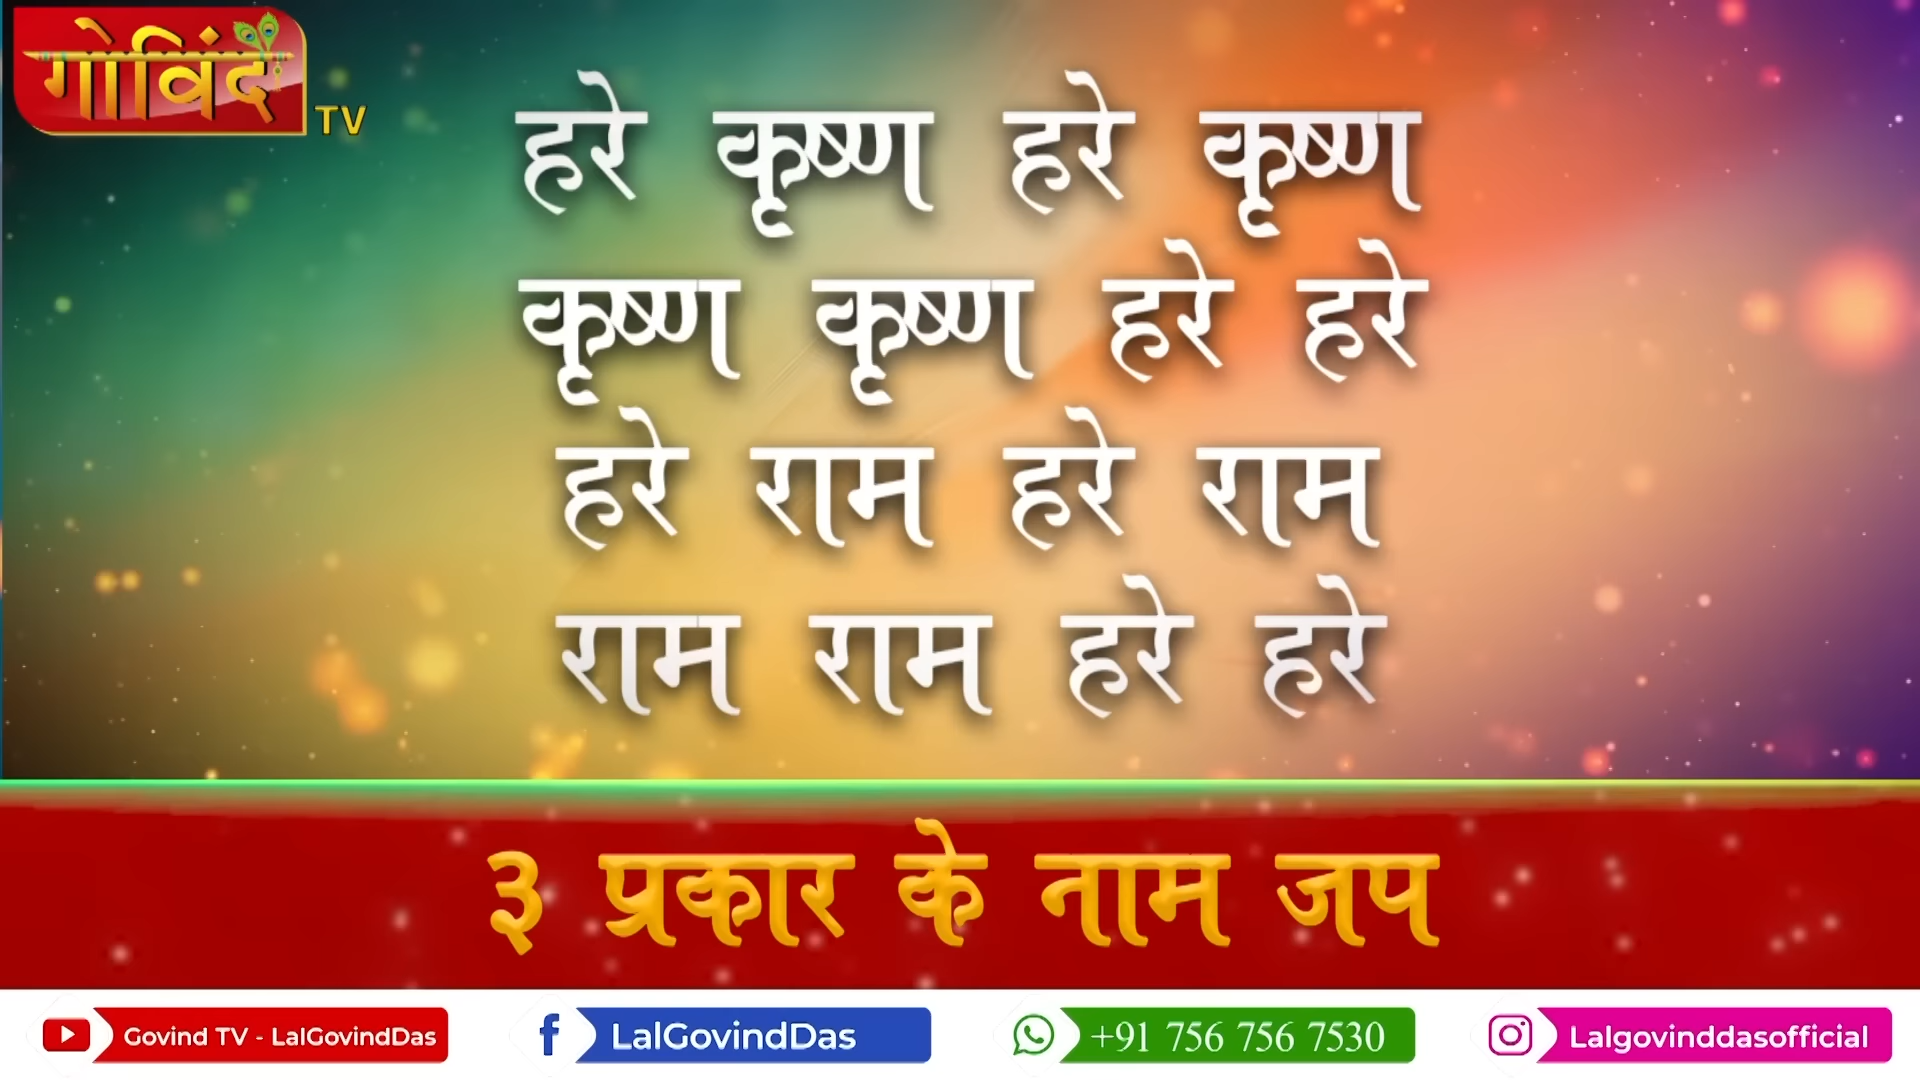 गोविंद TV
हरे कृष्ण हरे कृष्ण
कृष्ण कृष्ण हरे हरे
हरे राम हरे राम
राम राम हरे हरे
३ प्रकार के नाम जप
Govind TV - LalGovindDas
LalGovindDas
+91 756 756 7530
Lalgovinddasofficial